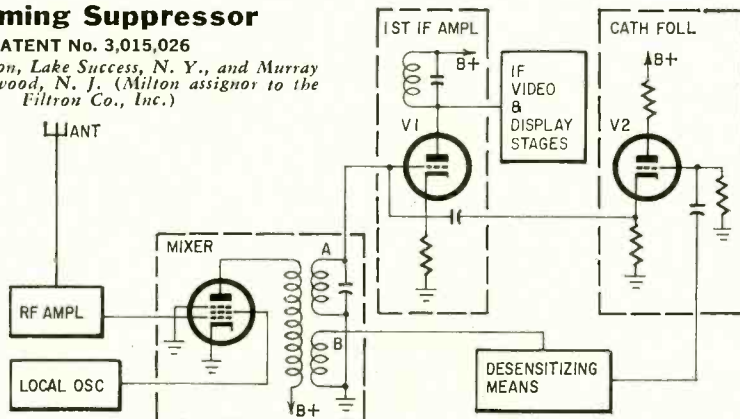 ming Suppressor
ATENT No. 3,015,026
on, Lake Success, N. Y., and Murray
wood, N. J. (Milton assignor to the
Filtron Co., Inc.)
ANT
1ST IF AMPL
B+
V1
IF
VIDEO
&
DISPLAY
STAGES
CATH FOLL
B+
V2
MIXER
A
B
B+
RF AMPL
LOCAL OSC
DESENSITIZING
MEANS